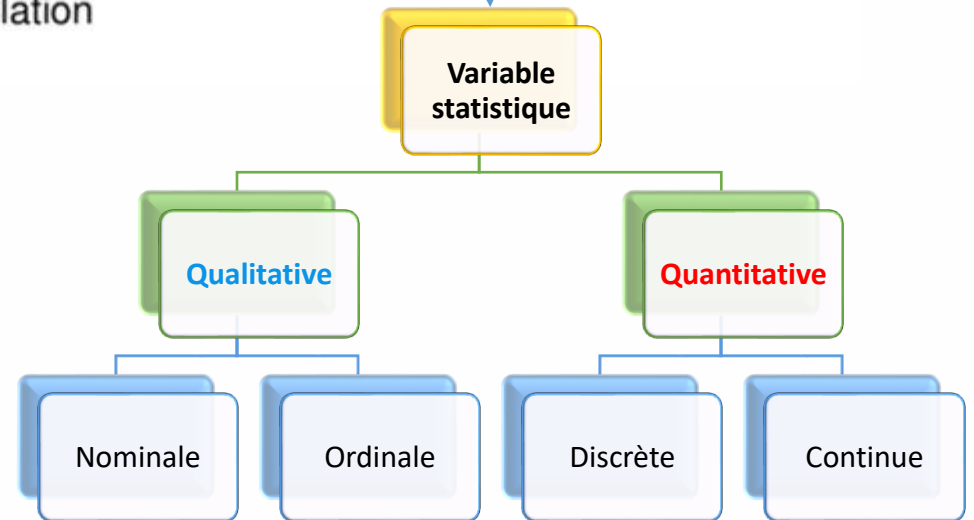 lation
Variable
statistique
Qualitative
Quantitative
Nominale
Ordinale
Discrète
Continue